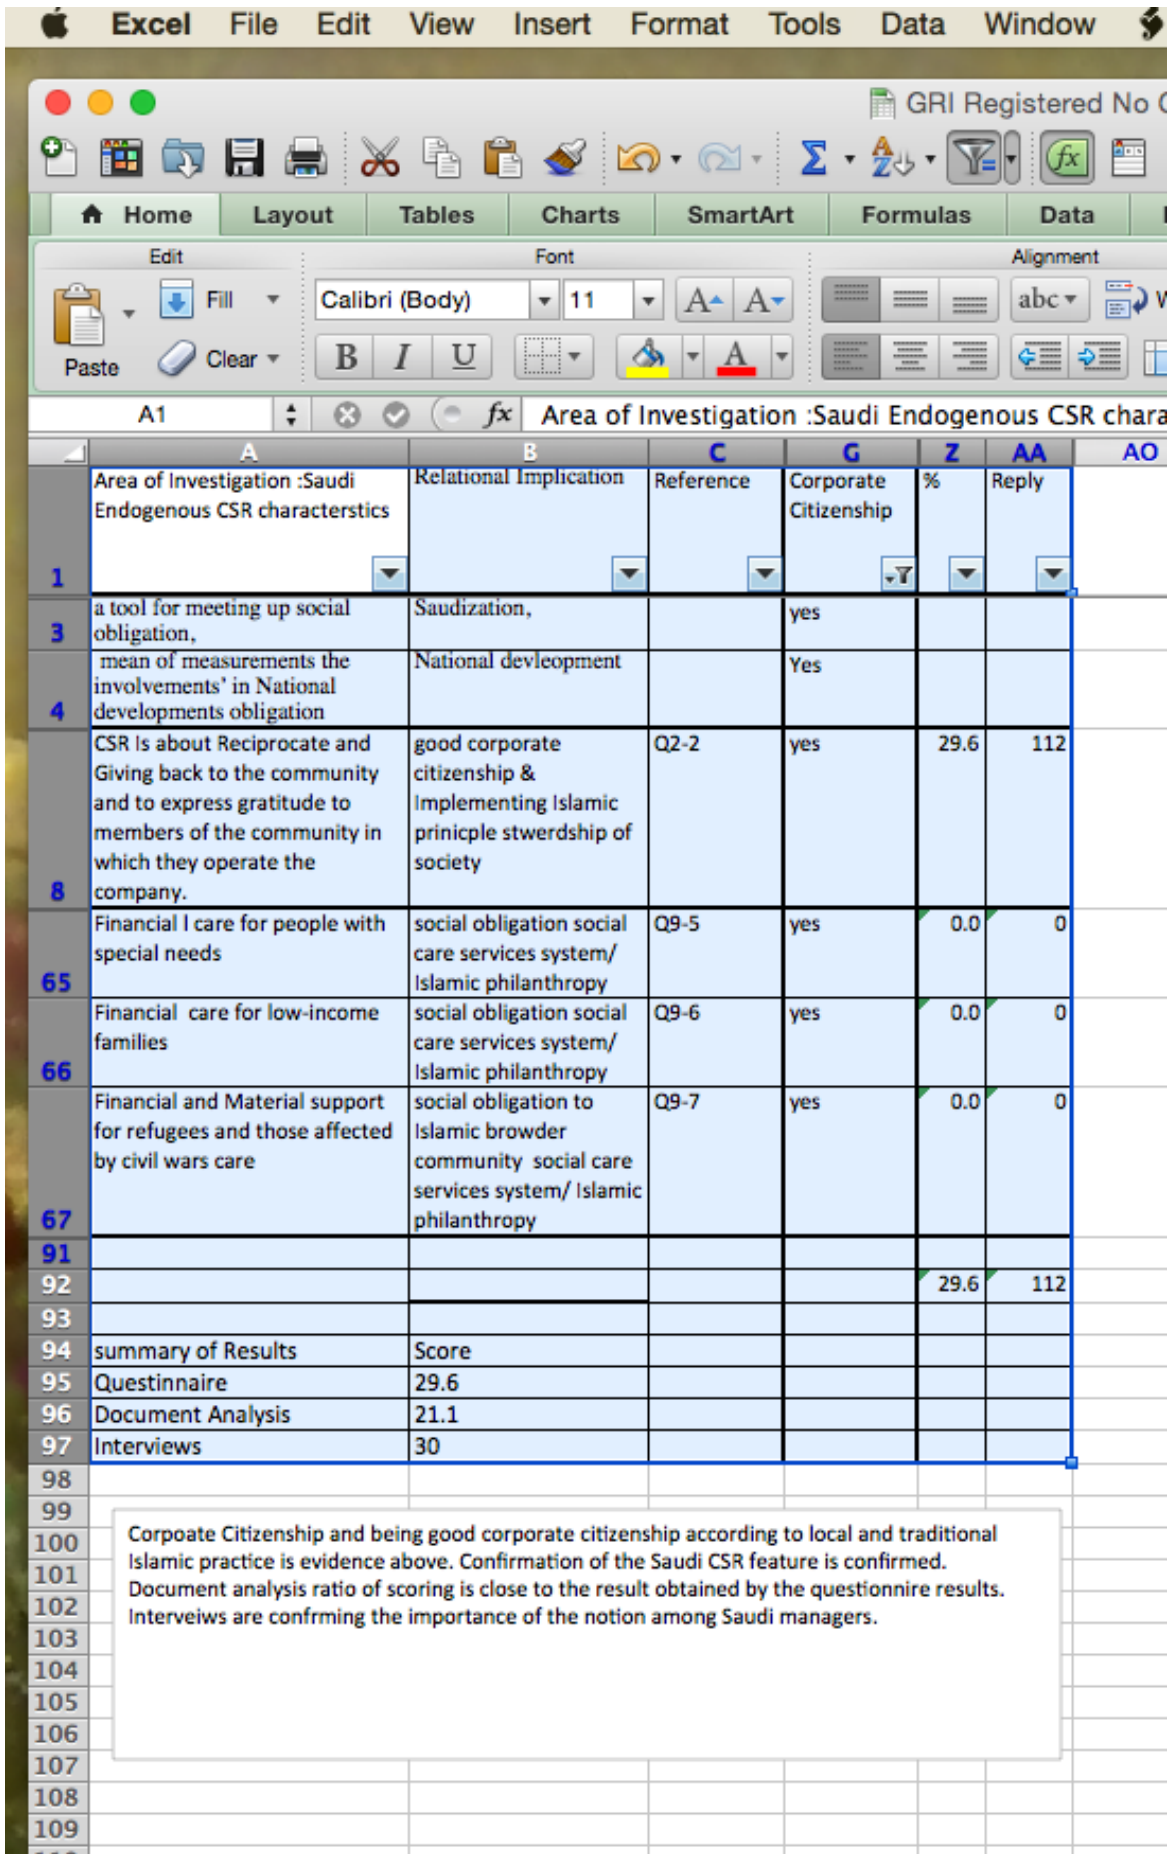 Excel File Edit View Insert Format Tools Data Window
GRI Registered No
Home Layout Tables Charts SmartArt Formulas Data
Edit Font Alignment
Fill Calibri (Body) 11 A A abc
Paste Clear B I U A
A1 fx Area of Investigation :Saudi Endogenous CSR chara
A B C G Z AA AO
1
Area of Investigation :Saudi
Endogenous CSR characterstics
Relational Implication
Reference
Corporate
Citizenship
%
Reply
3
a tool for meeting up social
obligation,
Saudization,
yes
4
mean of measurements the
involvements’ in National
developments obligation
National devleopment
Yes
8
CSR Is about Reciprocate and
Giving back to the community
and to express gratitude to
members of the community in
which they operate the
company.
good corporate
citizenship &
Implementing Islamic
prinicple stwerdship of
society
Q2-2
yes
29.6
112
65
Financial l care for people with
special needs
social obligation social
care services system/
Islamic philanthropy
Q9-5
yes
0.0
0
66
Financial care for low-income
families
social obligation social
care services system/
Islamic philanthropy
Q9-6
yes
0.0
0
67
Financial and Material support
for refugees and those affected
by civil wars care
social obligation to
Islamic browder
community social care
services system/ Islamic
philanthropy
Q9-7
yes
0.0
0
91
92 29.6 112
93
94 summary of Results Score
95 Questinnaire 29.6
96 Document Analysis 21.1
97 Interviews 30
98
99
100
101
102
103
104
105
106
107
108
109
Corpoate Citizenship and being good corporate citizenship according to local and traditional
Islamic practice is evidence above. Confirmation of the Saudi CSR feature is confirmed.
Document analysis ratio of scoring is close to the result obtained by the questionnire results.
Interveiws are confrming the importance of the notion among Saudi managers.